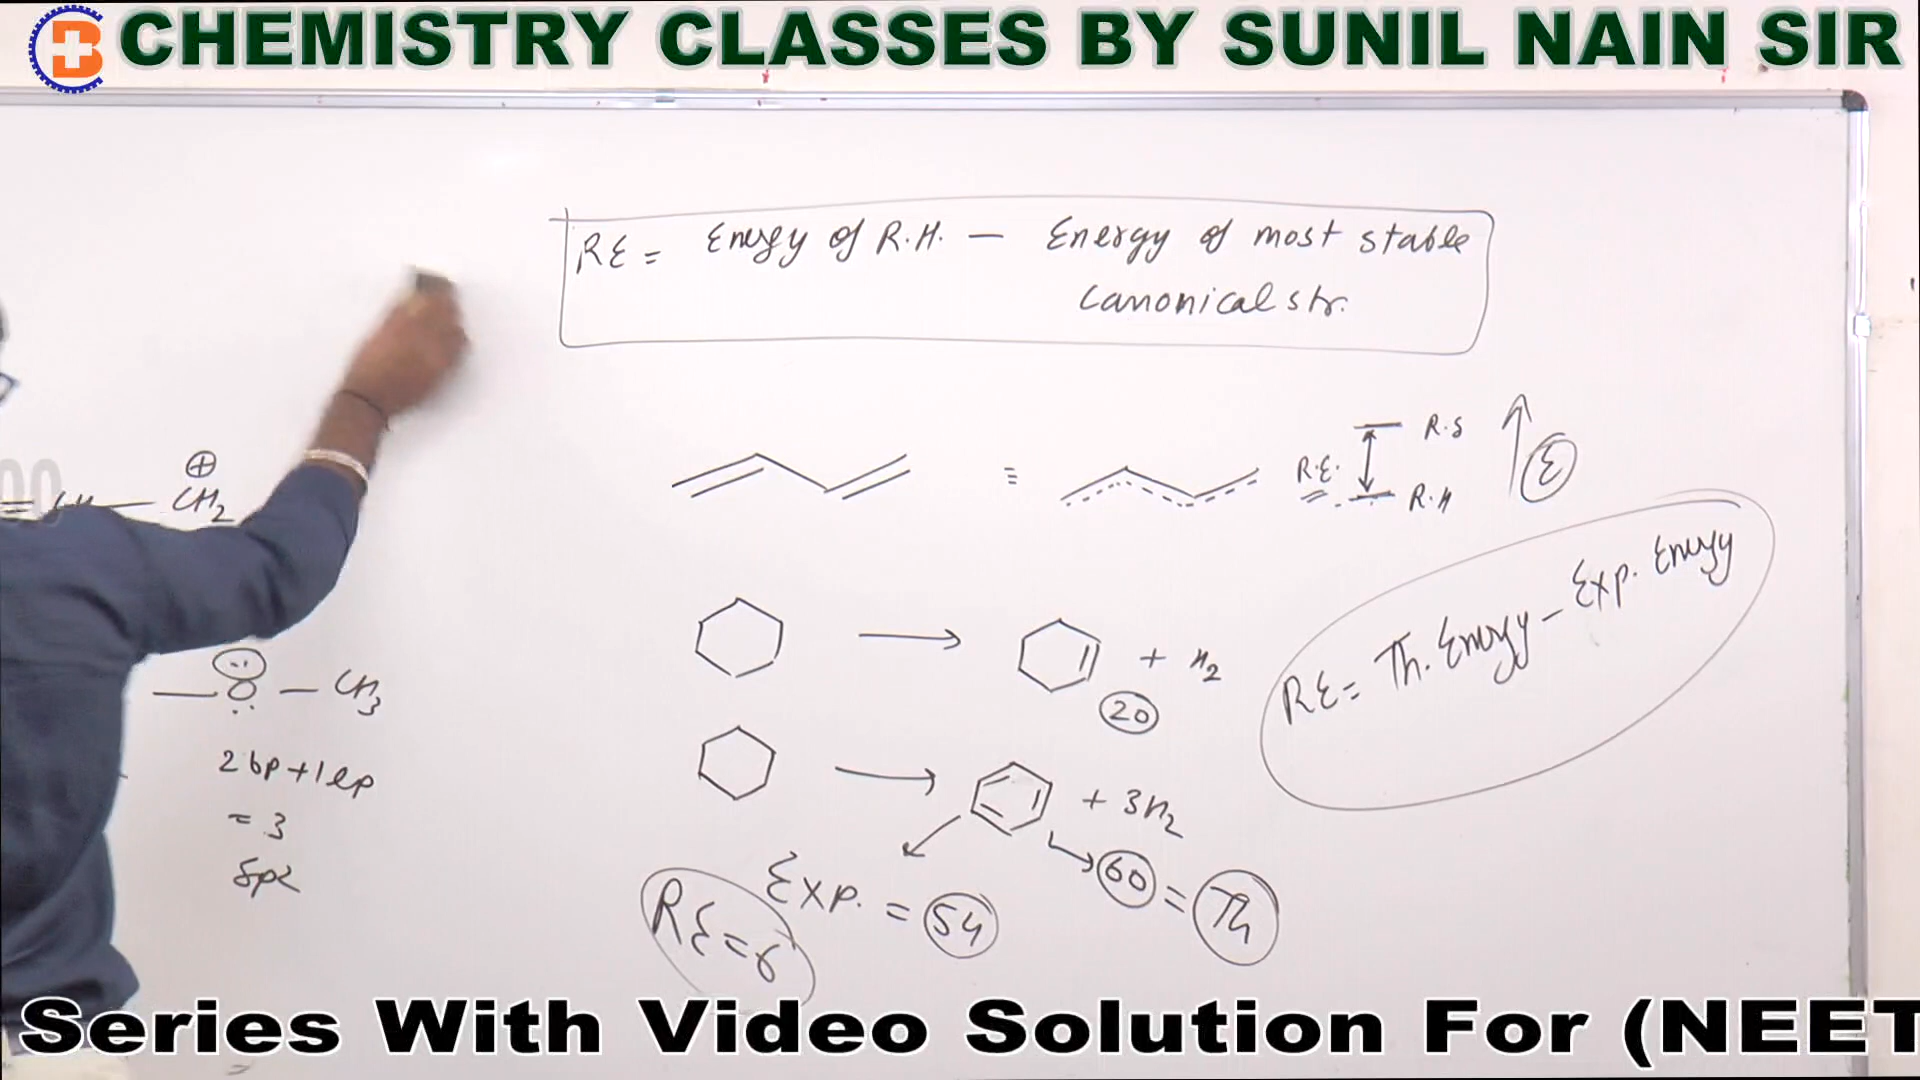 B CHEMISTRY CLASSES BY SUNIL NAIN SIR
RE = Energy of R.H. — Energy of most stable
Canonical str.
≡
R.E.
R.S
R.H
E
⊕
CH2
— O — CH3
2bp + 1lp
= 3
sp2
+ H2
20
+ 3H2
60 = Th
Exp. = 54
RE = 6
RE = Th. Energy – Exp. Energy
Series With Video Solution For (NEET